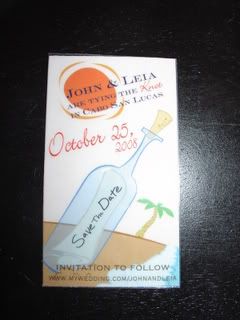 JOHN & LEIA
ARE TYING THE Knot
IN CABO SAN LUCAS
October 25,
2008
Save The Date
INVITATION TO FOLLOW
WWW.MYWEDDING.COM/JOHNANDLEIA